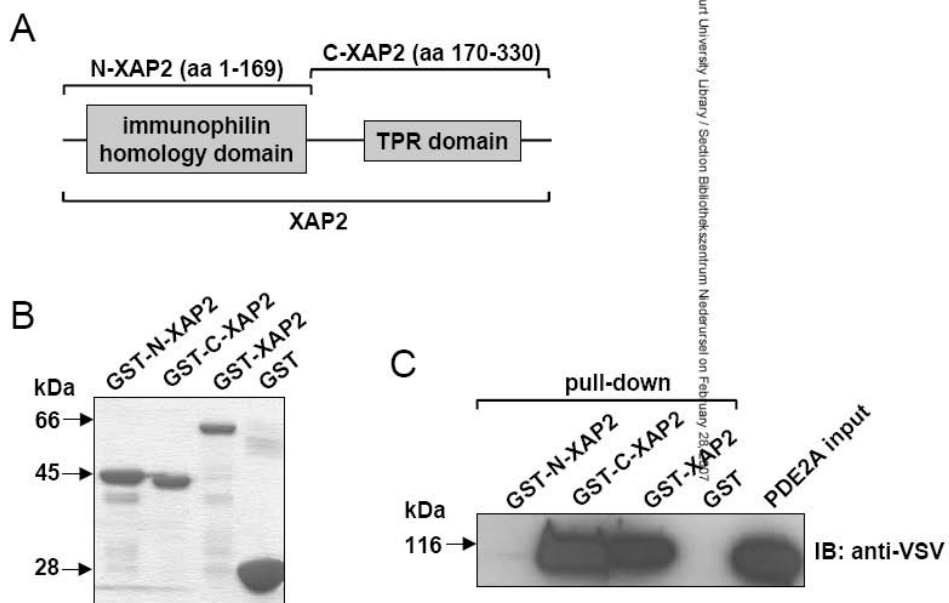 A
N-XAP2 (aa 1-169)
C-XAP2 (aa 170-330)
immunophilin
homology domain
TPR domain
XAP2
B
kDa
GST-N-XAP2
GST-C-XAP2
GST-XAP2
GST
66
45
28
C
pull-down
kDa
GST-N-XAP2
GST-C-XAP2
GST-XAP2
GST
PDE2A input
116
IB: anti-VSV
urt University Library / Section Bibliothekszentrum Niederursel on February 28,